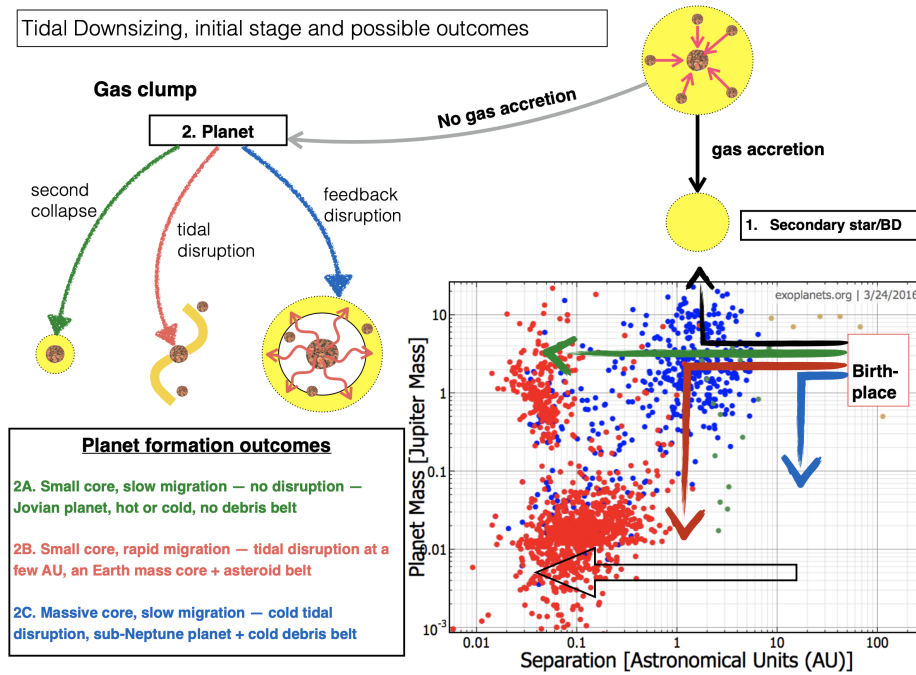 Tidal Downsizing, initial stage and possible outcomes
Gas clump
No gas accretion
2. Planet
gas accretion
second
collapse
tidal
disruption
feedback
disruption
1. Secondary star/BD
exoplanets.org | 3/24/2016
Birth-
place
Planet Mass [Jupiter Mass]
10
1
0.1
0.01
10⁻³
0.01
0.1
1
10
100
Separation [Astronomical Units (AU)]
Planet formation outcomes
2A. Small core, slow migration — no disruption —
Jovian planet, hot or cold, no debris belt
2B. Small core, rapid migration — tidal disruption at a
few AU, an Earth mass core + asteroid belt
2C. Massive core, slow migration — cold tidal
disruption, sub-Neptune planet + cold debris belt